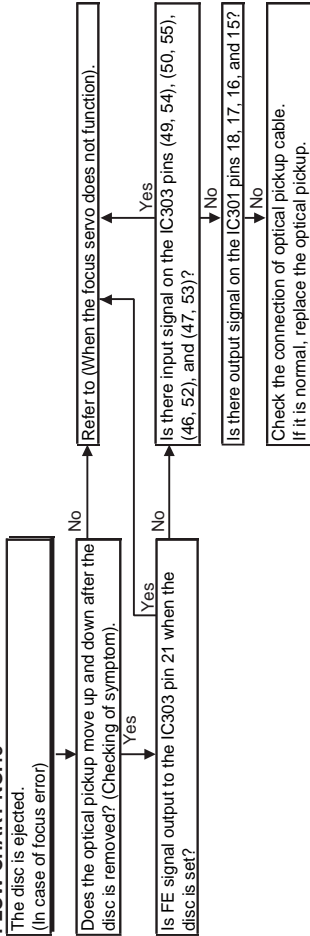 The disc is ejected.
(In case of focus error)
Does the optical pickup move up and down after the
disc is removed? (Checking of symptom).
No
Yes
Is FE signal output to the IC303 pin 21 when the
disc is set?
Yes
No
Refer to (When the focus servo does not function).
Yes
Is there input signal on the IC303 pins (49, 54), (50, 55),
(46, 52), and (47, 53)?
No
Is there output signal on the IC301 pins 18, 17, 16, and 15?
No
Check the connection of optical pickup cable.
If it is normal, replace the optical pickup.